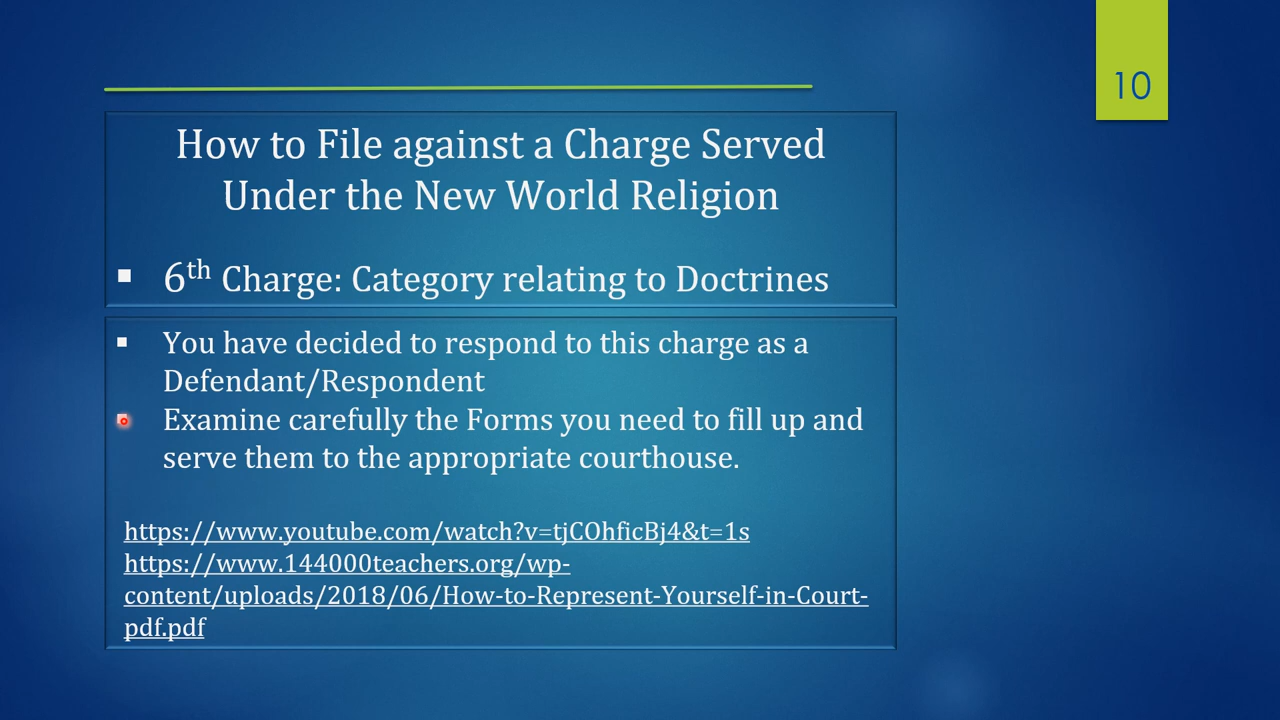 10
How to File against a Charge Served
Under the New World Religion
▪ 6th Charge: Category relating to Doctrines
▪ You have decided to respond to this charge as a
Defendant/Respondent
▪ Examine carefully the Forms you need to fill up and
serve them to the appropriate courthouse.
https://www.youtube.com/watch?v=tjCOhficBj4&t=1s
https://www.144000teachers.org/wp-
content/uploads/2018/06/How-to-Represent-Yourself-in-Court-
pdf.pdf